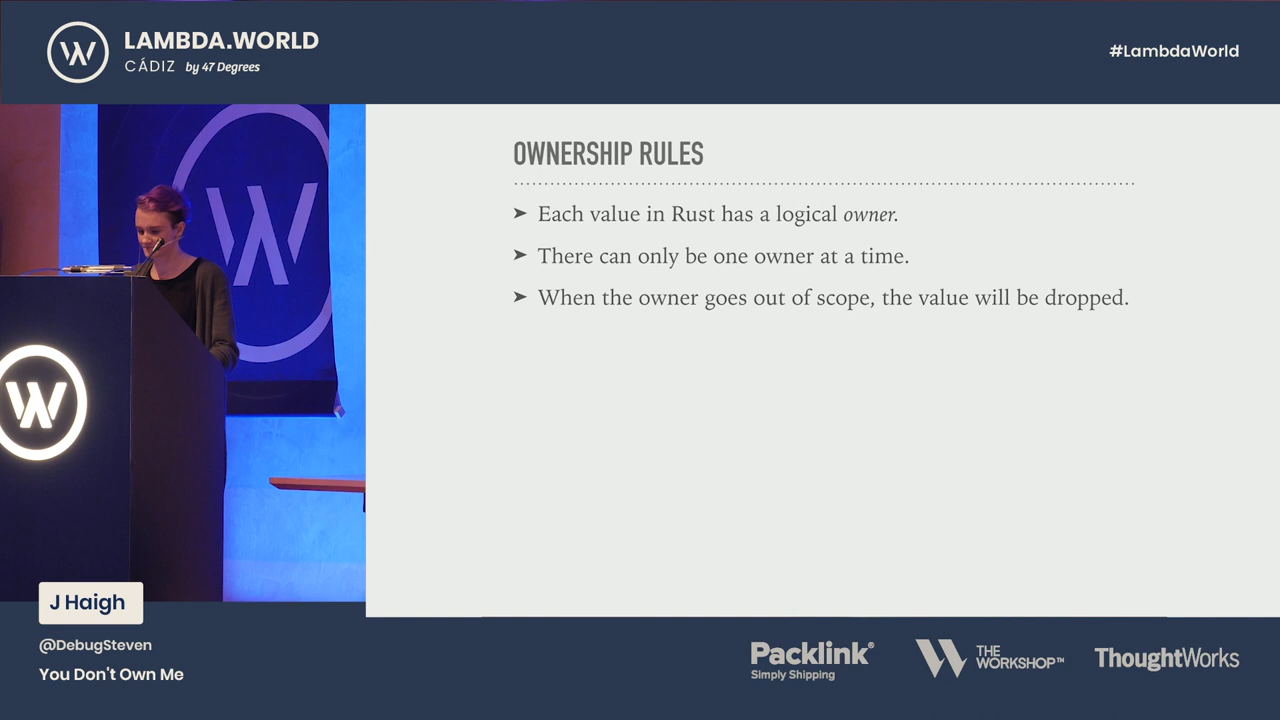 LAMBDA.WORLD
CÁDIZ by 47 Degrees
#LambdaWorld
OWNERSHIP RULES
➤ Each value in Rust has a logical owner.
➤ There can only be one owner at a time.
➤ When the owner goes out of scope, the value will be dropped.
J Haigh
@DebugSteven
You Don't Own Me
Packlink®
Simply Shipping
THE
WORKSHOP™
ThoughtWorks